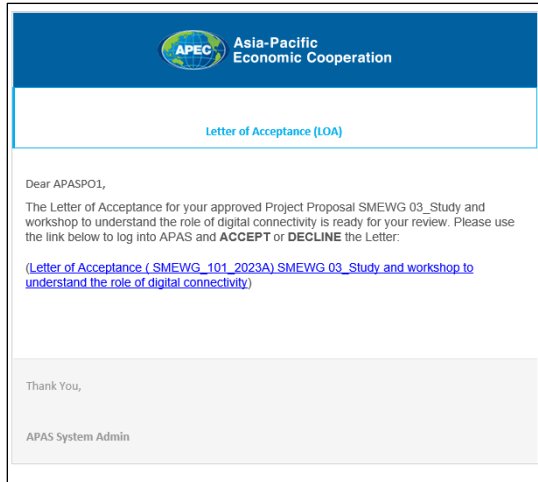 APEC
Asia-Pacific
Economic Cooperation
Letter of Acceptance (LOA)
Dear APASPO1,
The Letter of Acceptance for your approved Project Proposal SMEWG 03_Study and
workshop to understand the role of digital connectivity is ready for your review. Please use
the link below to log into APAS and ACCEPT or DECLINE the Letter:
(Letter of Acceptance ( SMEWG_101_2023A) SMEWG 03_Study and workshop to
understand the role of digital connectivity)
Thank You,
APAS System Admin